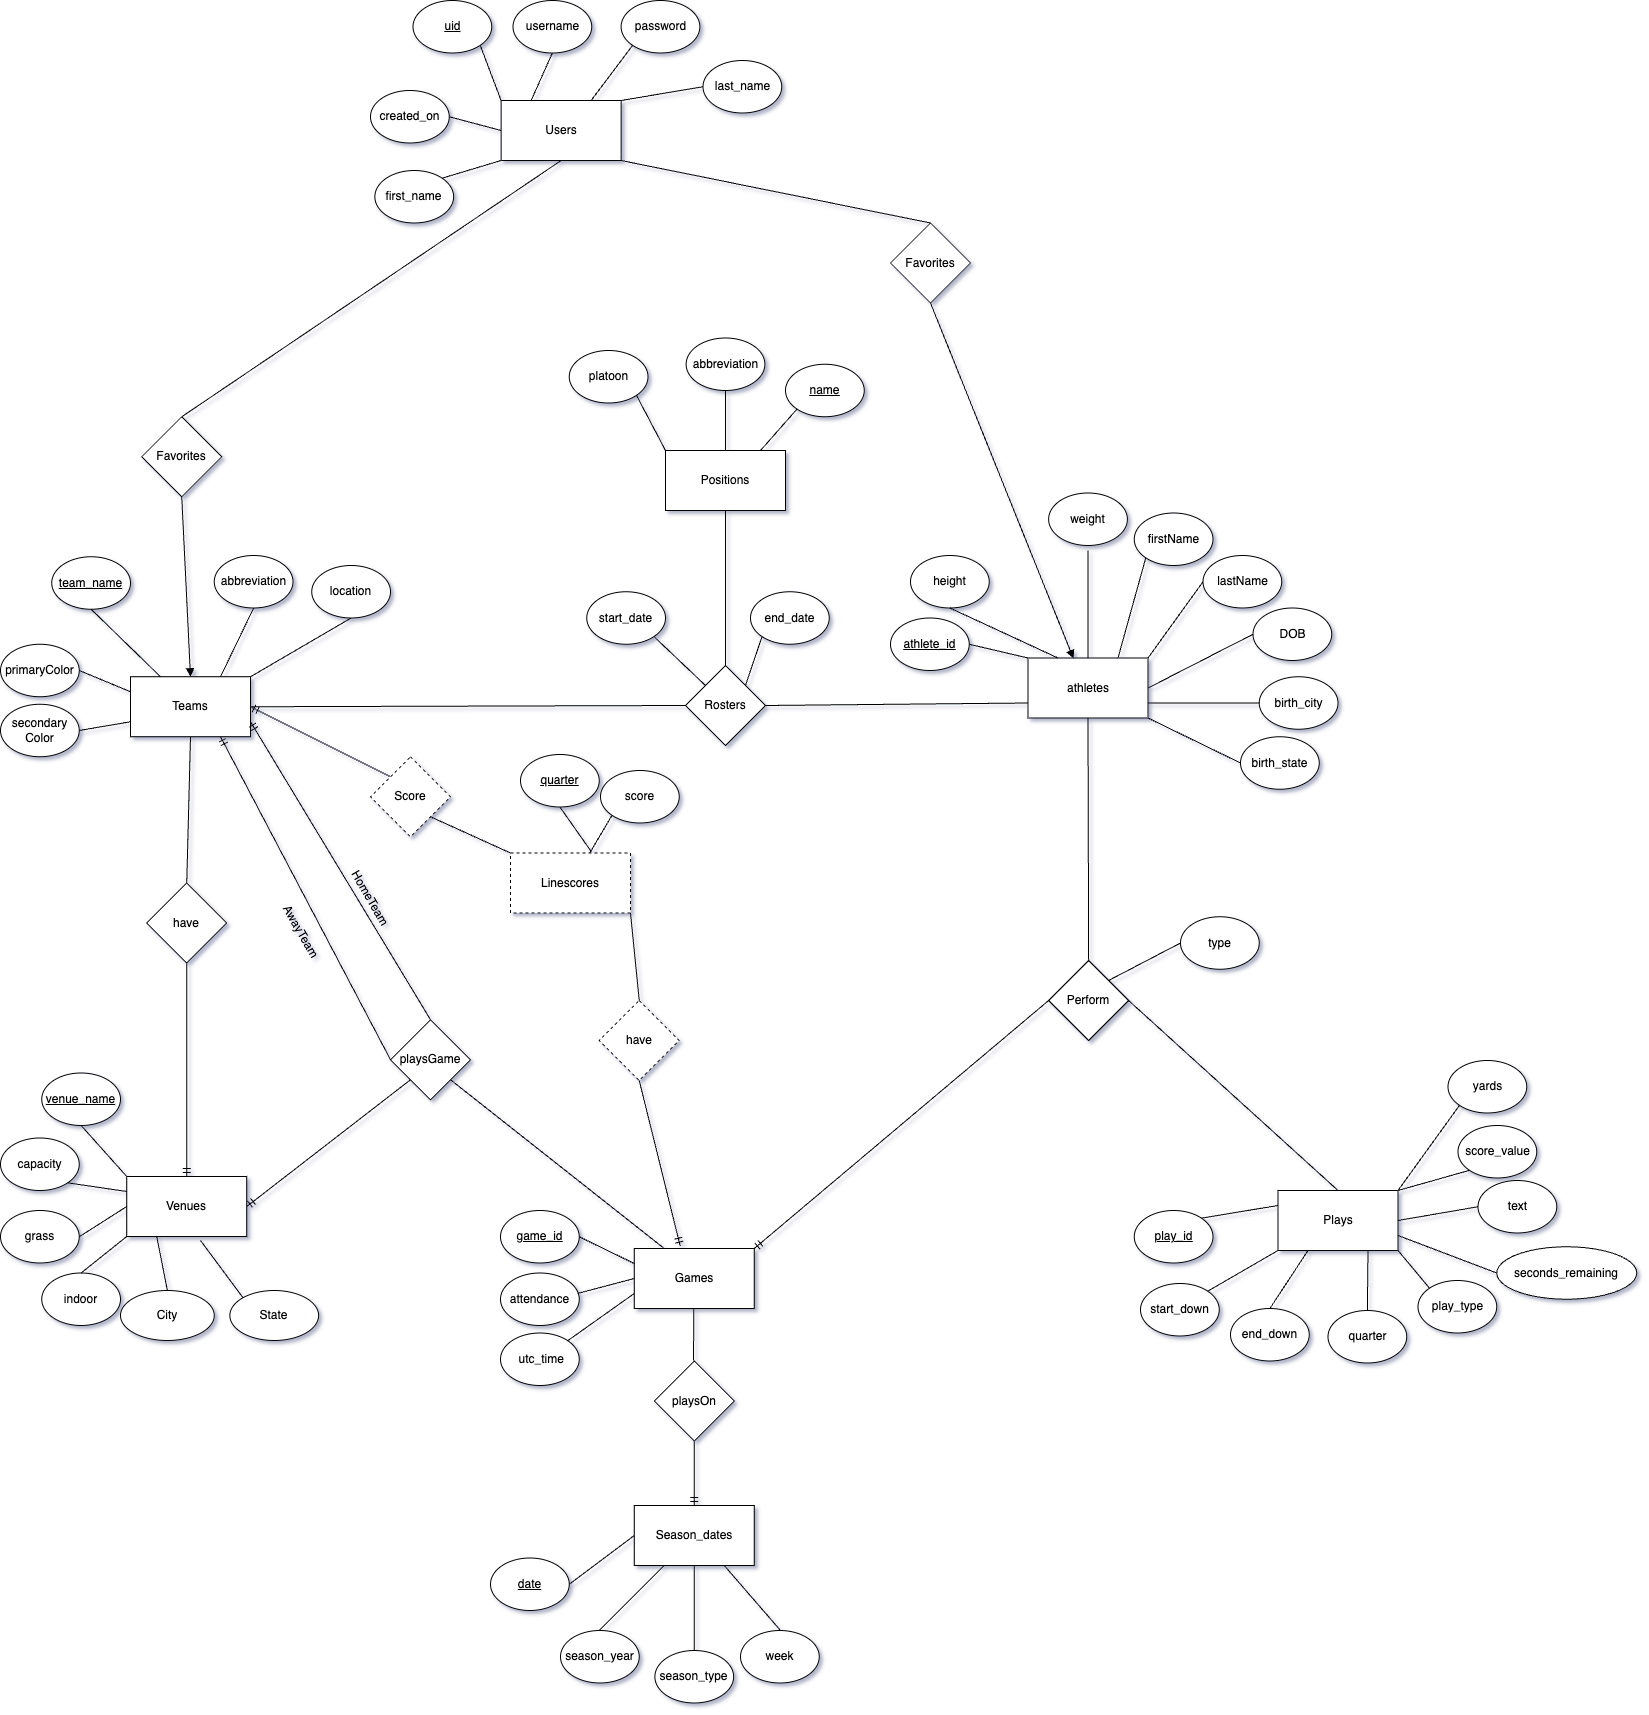 uid
username
password
last_name
created_on
Users
first_name
Favorites
platoon
abbreviation
name
Favorites
Positions
weight
firstName
team_name
abbreviation
location
height
lastName
start_date
end_date
athlete_id
DOB
primaryColor
Teams
Rosters
athletes
birth_city
secondary
Color
birth_state
Score
quarter
score
Linescores
HomeTeam
AwayTeam
have
type
Perform
have
playsGame
yards
venue_name
capacity
score_value
Venues
text
grass
game_id
Plays
play_id
Games
seconds_remaining
indoor
City
State
attendance
start_down
end_down
quarter
play_type
utc_time
playsOn
Season_dates
date
season_year
season_type
week